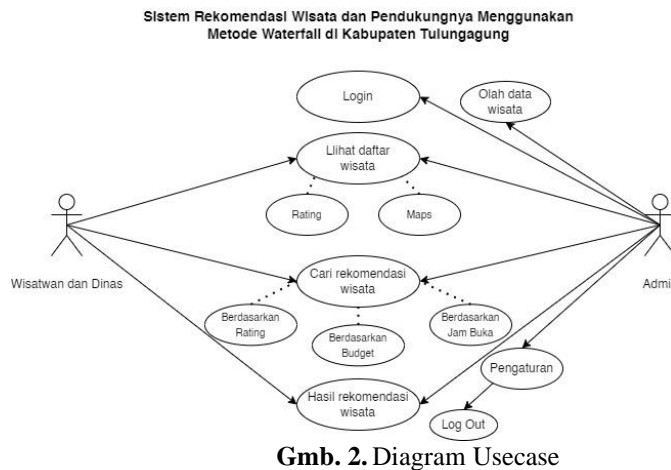 Sistem Rekomendasi Wisata dan Pendukungnya Menggunakan
Metode Waterfall di Kabupaten Tulungagung
Login
Olah data
wisata
Llihat daftar
wisata
Rating
Maps
Wisatwan dan Dinas
Admi
Cari rekomendasi
wisata
Berdasarkan
Rating
Berdasarkan
Budget
Berdasarkan
Jam Buka
Pengaturan
Hasil rekomendasi
wisata
Log Out
Gmb. 2. Diagram Usecase